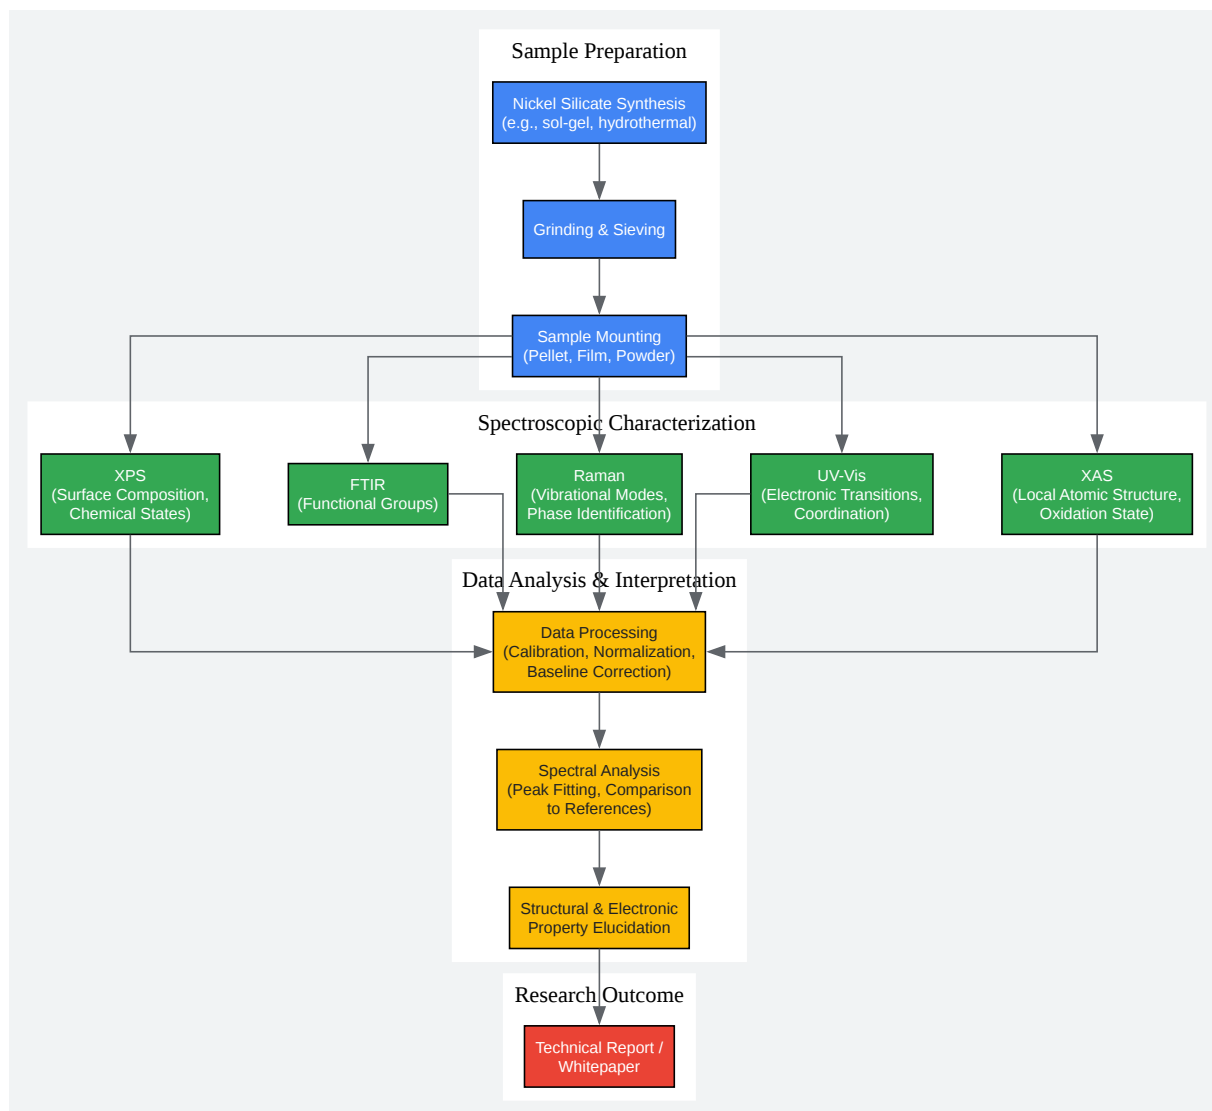 Sample Preparation
Nickel Silicate Synthesis
(e.g., sol-gel, hydrothermal)
Grinding & Sieving
Sample Mounting
(Pellet, Film, Powder)
Spectroscopic Characterization
XPS
(Surface Composition,
Chemical States)
FTIR
(Functional Groups)
Raman
(Vibrational Modes,
Phase Identification)
UV-Vis
(Electronic Transitions,
Coordination)
XAS
(Local Atomic Structure,
Oxidation State)
Data Analysis & Interpretation
Data Processing
(Calibration, Normalization,
Baseline Correction)
Spectral Analysis
(Peak Fitting, Comparison
to References)
Structural & Electronic
Property Elucidation
Research Outcome
Technical Report /
Whitepaper